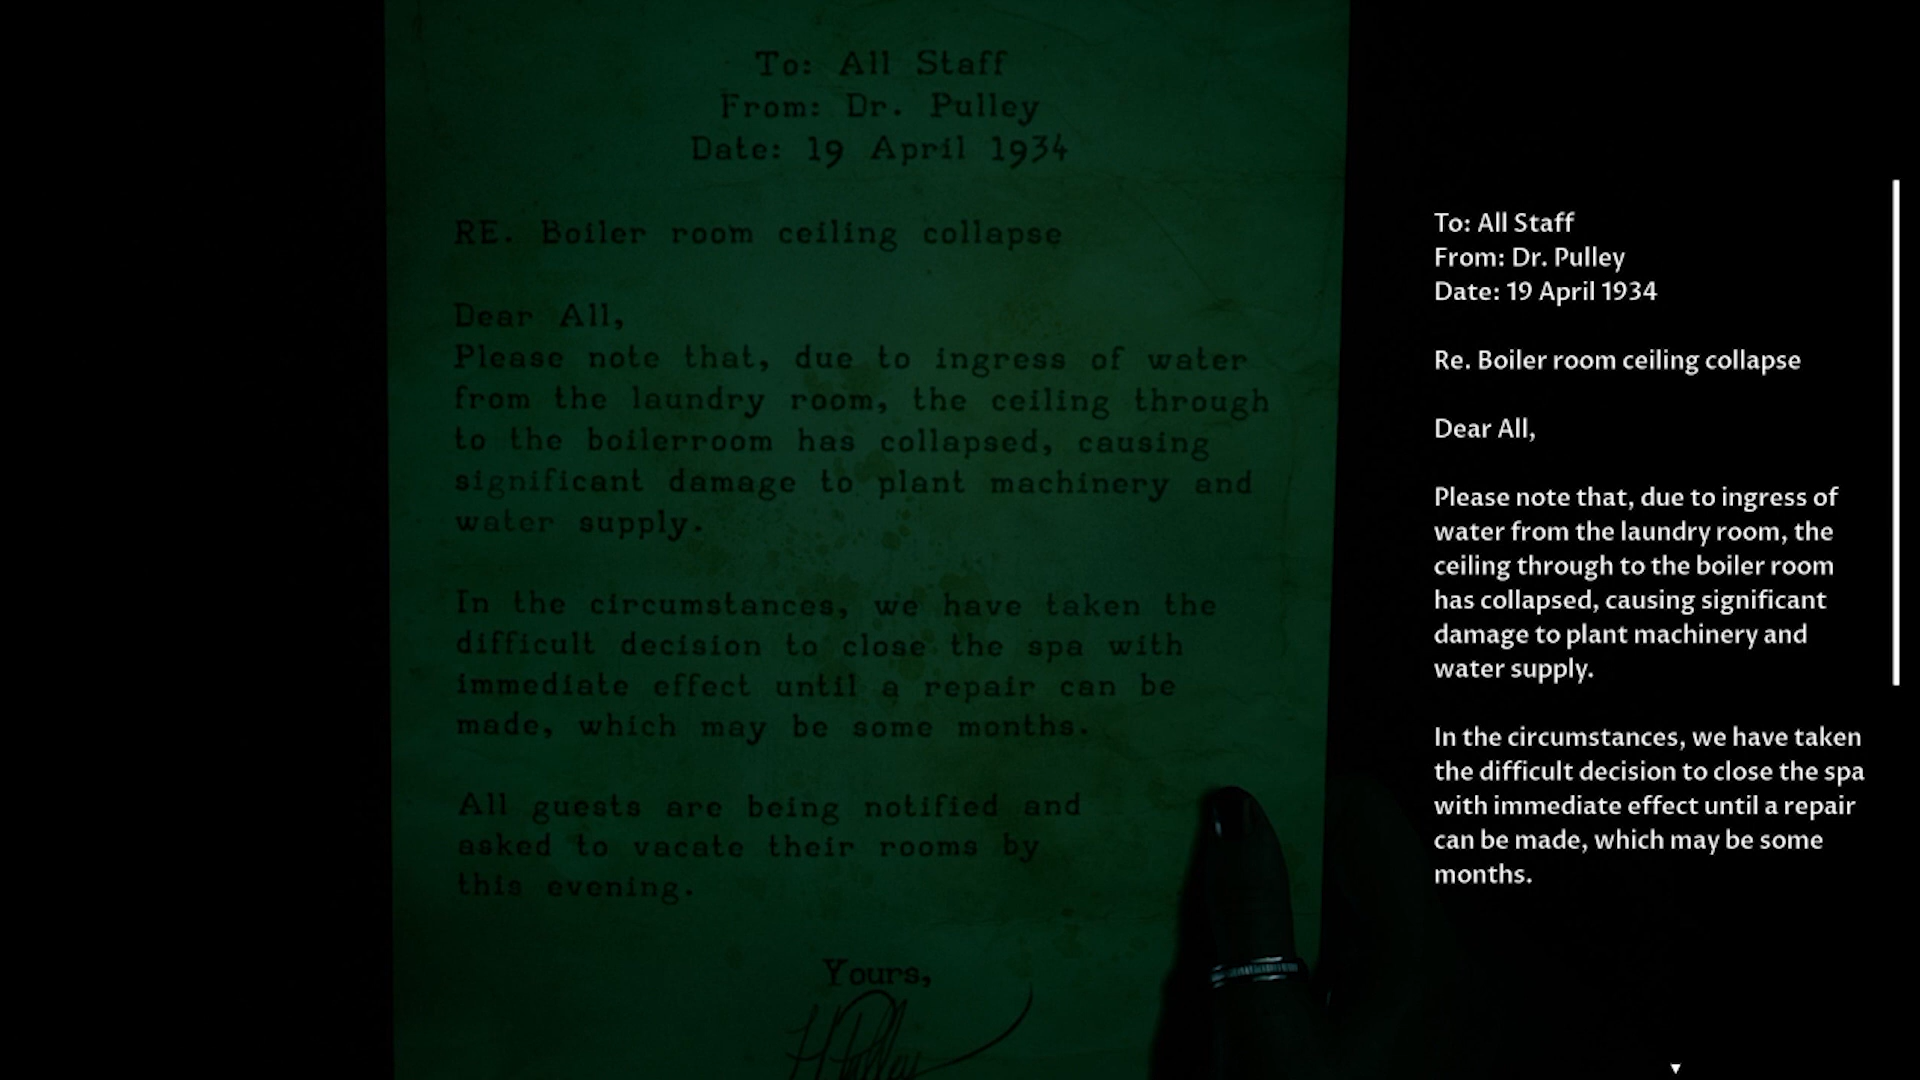 To: All Staff
From: Dr. Pulley
Date: 19 April 1934
RE. Boiler room ceiling collapse
Dear All,
Please note that, due to ingress of water
from the laundry room, the ceiling through
to the boilerroom has collapsed, causing
significant damage to plant machinery and
water supply.
In the circumstances, we have taken the
difficult decision to close the spa with
immediate effect until a repair can be
made, which may be some months.
All guests are being notified and
asked to vacate their rooms by
this evening.
Yours,
H Pulley
To: All Staff
From: Dr. Pulley
Date: 19 April 1934
Re. Boiler room ceiling collapse
Dear All,
Please note that, due to ingress of
water from the laundry room, the
ceiling through to the boiler room
has collapsed, causing significant
damage to plant machinery and
water supply.
In the circumstances, we have taken
the difficult decision to close the spa
with immediate effect until a repair
can be made, which may be some
months.